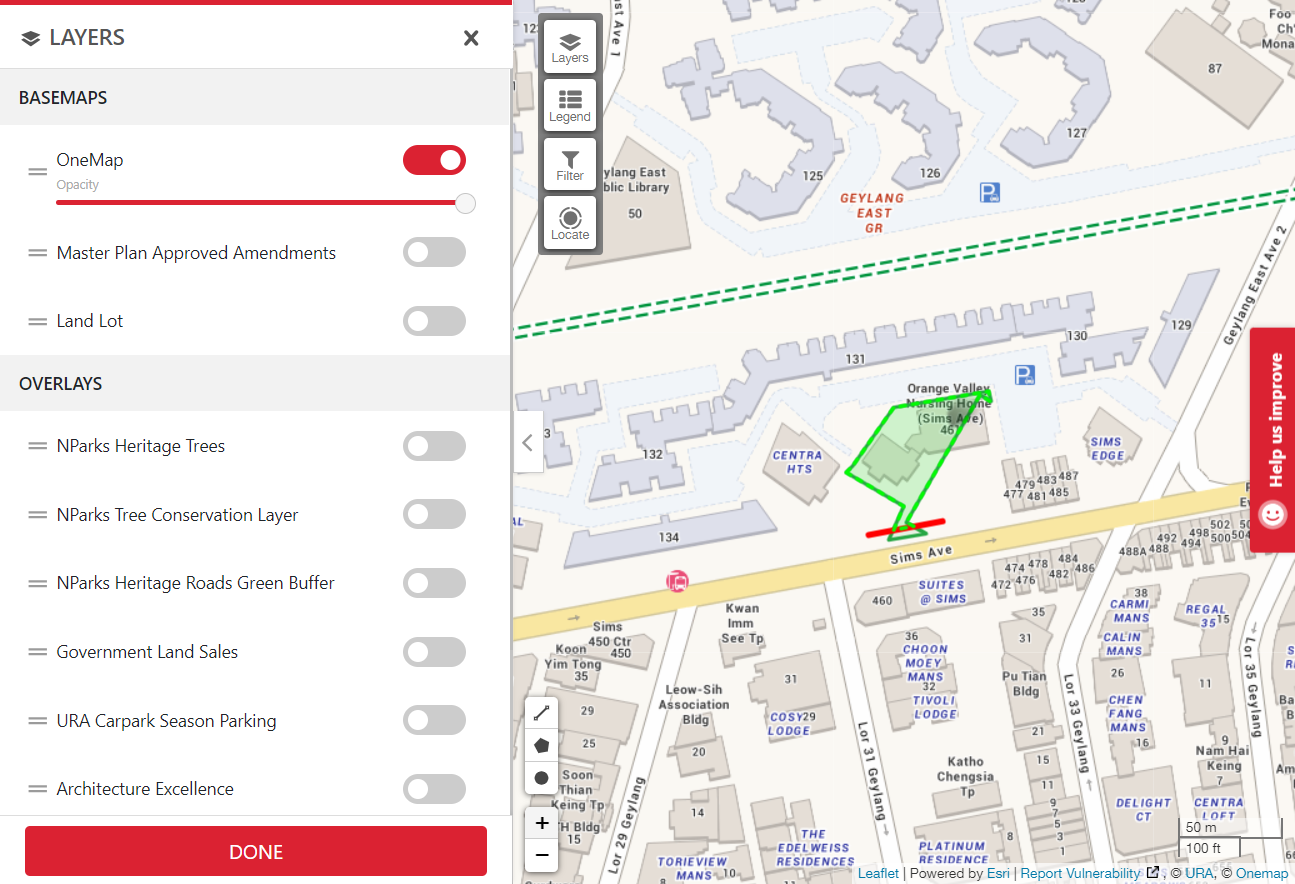 LAYERS
BASEMAPS
OneMap
Opacity
Master Plan Approved Amendments
Land Lot
OVERLAYS
NParks Heritage Trees
NParks Tree Conservation Layer
NParks Heritage Roads Green Buffer
Government Land Sales
URA Carpark Season Parking
Architecture Excellence
DONE
Layers
Legend
Filter
Locate
87
127
126
125
50
GEYLANG
EAST
GR
Geylang East Ave 2
129
130
131
Orange Valley
Nursing Home
(Sims Ave)
461
CENTRA
HTS
SIMS
EDGE
132
134
479 483 487
477 481 485
Sims Ave
Help us improve
502
492
498
494
500
488A 488
484
474 478
486
472 476
482
SUITES
@ SIMS
460
Kwan
Imm
See Tp
Sims
450 Ctr
450
Koon
Yim Tong
35
36
CHOON
MOEY
MANS
32
TIVOLI
LODGE
35
31
Pu Tian
Bldg
38
CARMI
MANS
CALIN
MANS
26
REGAL
35
15
11
CHEN
FANG
MANS
16
Lor 35 Geylang
Lor 33 Geylang
Lor 31 Geylang
Lor 29 Geylang
Leow-Sih
Association
Bldg
20
31
COSY
29
LODGE
29
25
21
15
11
9
7
5
3
1
Nam Hai
Keing
9
7
Katho
Chengsia
Tp
Soon
Thian
Keing Tp
15
14
8
DELIGHT
CT
CENTRA
LOFT
THE
EDELWEISS
RESIDENCES
TORIEVIEW
MANS
10
PLATINUM
RESIDENCE
+
−
50 m
100 ft
Leaflet | Powered by Esri | Report Vulnerability , © URA, © Onemap